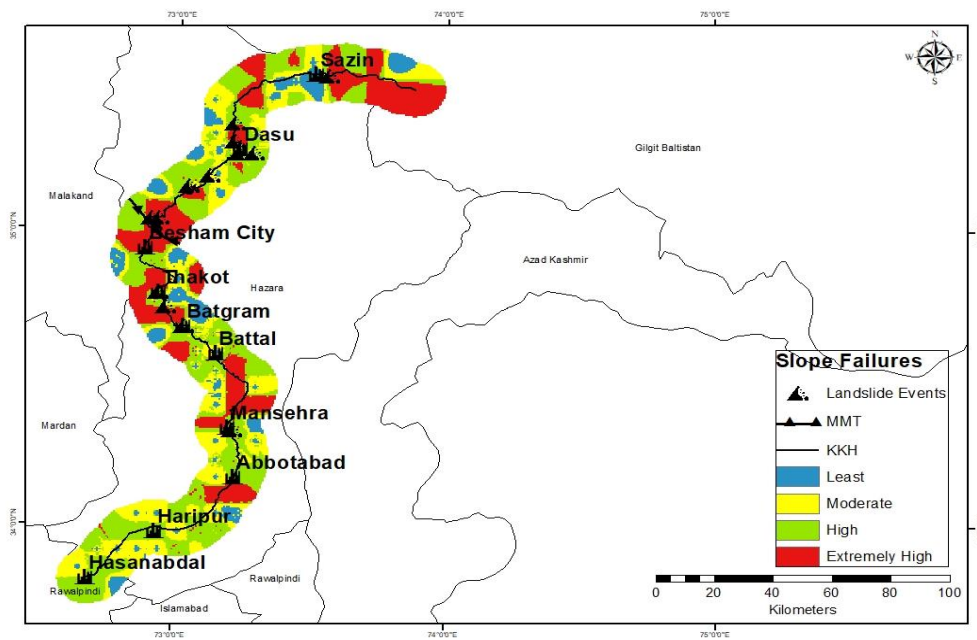 73°0'0"E 74°0'0"E 75°0'0"E
N
W E
S
Sazin
Dasu
Gilgit Baltistan
Malakand
35°0'0"N
Besham City
Azad Kashmir
Thakot
Hazara
Batgram
Battal
Slope Failures
Landslide Events
MMT
KKH
Least
Moderate
High
Extremely High
Mansehra
Mardan
Abbotabad
34°0'0"N
Haripur
Hasanabdal
Rawalpindi
Rawalpindi
Islamabad
0 20 40 60 80 100
Kilometers
73°0'0"E 74°0'0"E 75°0'0"E